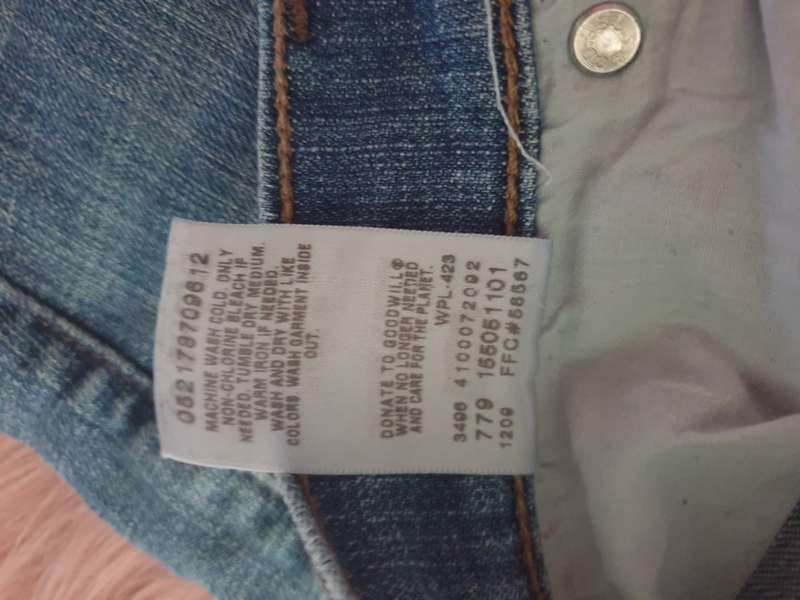 052179709612
MACHINE WASH COLD. ONLY
NON-CHLORINE BLEACH IF
NEEDED. TUMBLE DRY MEDIUM.
WARM IRON IF NEEDED.
WASH AND DRY WITH LIKE
COLORS. WASH GARMENT INSIDE
OUT.
DONATE TO GOODWILL®
WHEN NO LONGER NEEDED
AND CARE FOR THE PLANET.
WPL-423
3496 4100072092
779 155051101
1209 FFC#58567